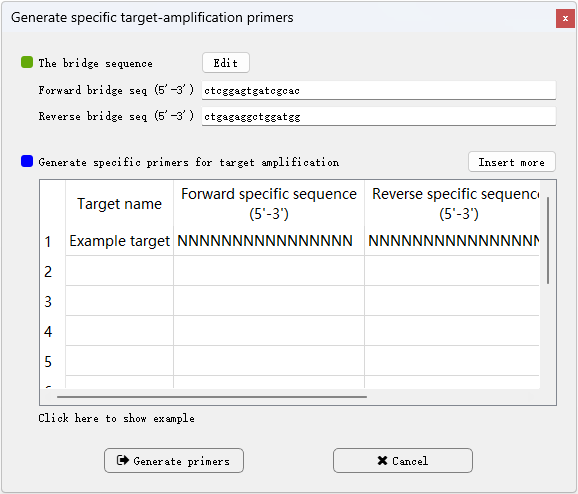 Generate specific target-amplification primers
x
The bridge sequence
Edit
Forward bridge seq (5'-3') ctcggagtgatcgcac
Reverse bridge seq (5'-3') ctgagaggctggatgg
Generate specific primers for target amplification
Insert more
Target name
Forward specific sequence
(5'-3')
Reverse specific sequenc
(5'-3')
1 Example target NNNNNNNNNNNNNNNN NNNNNNNNNNNNNNNN
2
3
4
5
Click here to show example
Generate primers
Cancel